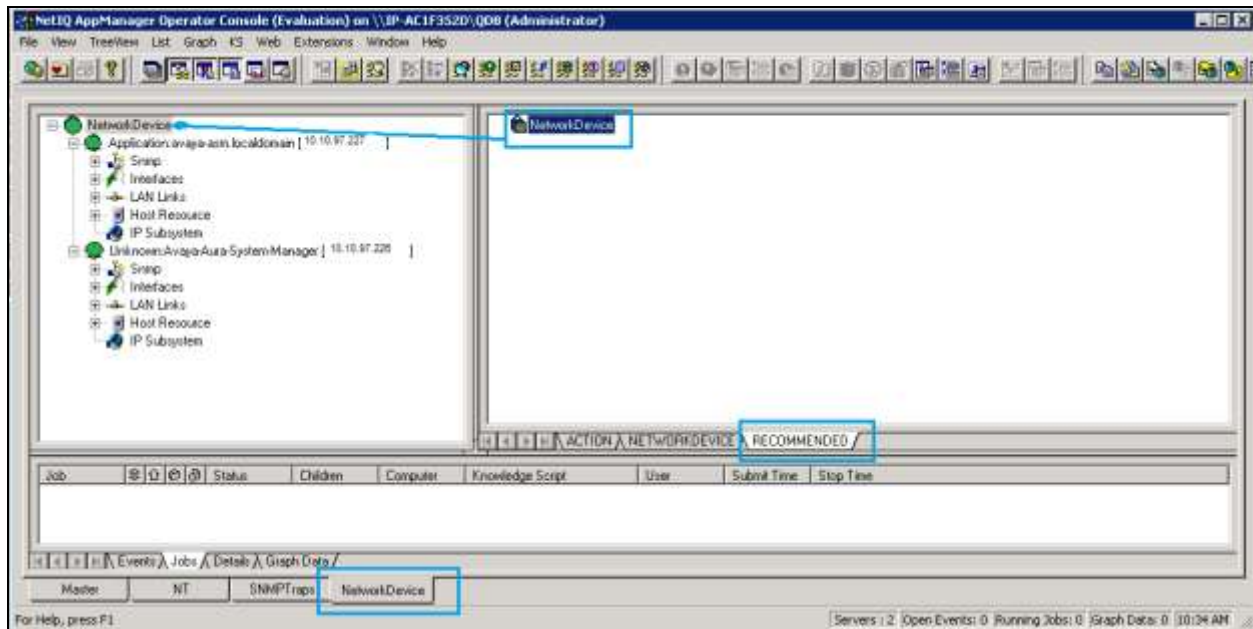 NetIQ AppManager Operator Console (Evaluation) on \\IP-AC1F352D\QDB (Administrator)
File View TreeView List Graph KS Web Extensions Window Help
NetworkDevice
Application:avaya-asm.localdomain [ 10.10.97.227 ]
Snmp
Interfaces
LAN Links
Host Resource
IP Subsystem
Unknown:Avaya-Aura-System-Manager [ 10.10.97.226 ]
Snmp
Interfaces
LAN Links
Host Resource
IP Subsystem
NetworkDevice
ACTION NETWORKDEVICE RECOMMENDED
Job Status Children Computer Knowledge Script User Submit Time Stop Time
Events Jobs Details Graph Data
Master NT SNMPTraps NetworkDevice
For Help, press F1
Servers : 2 Open Events: 0 Running Jobs: 0 Graph Data: 0 10:34 AM